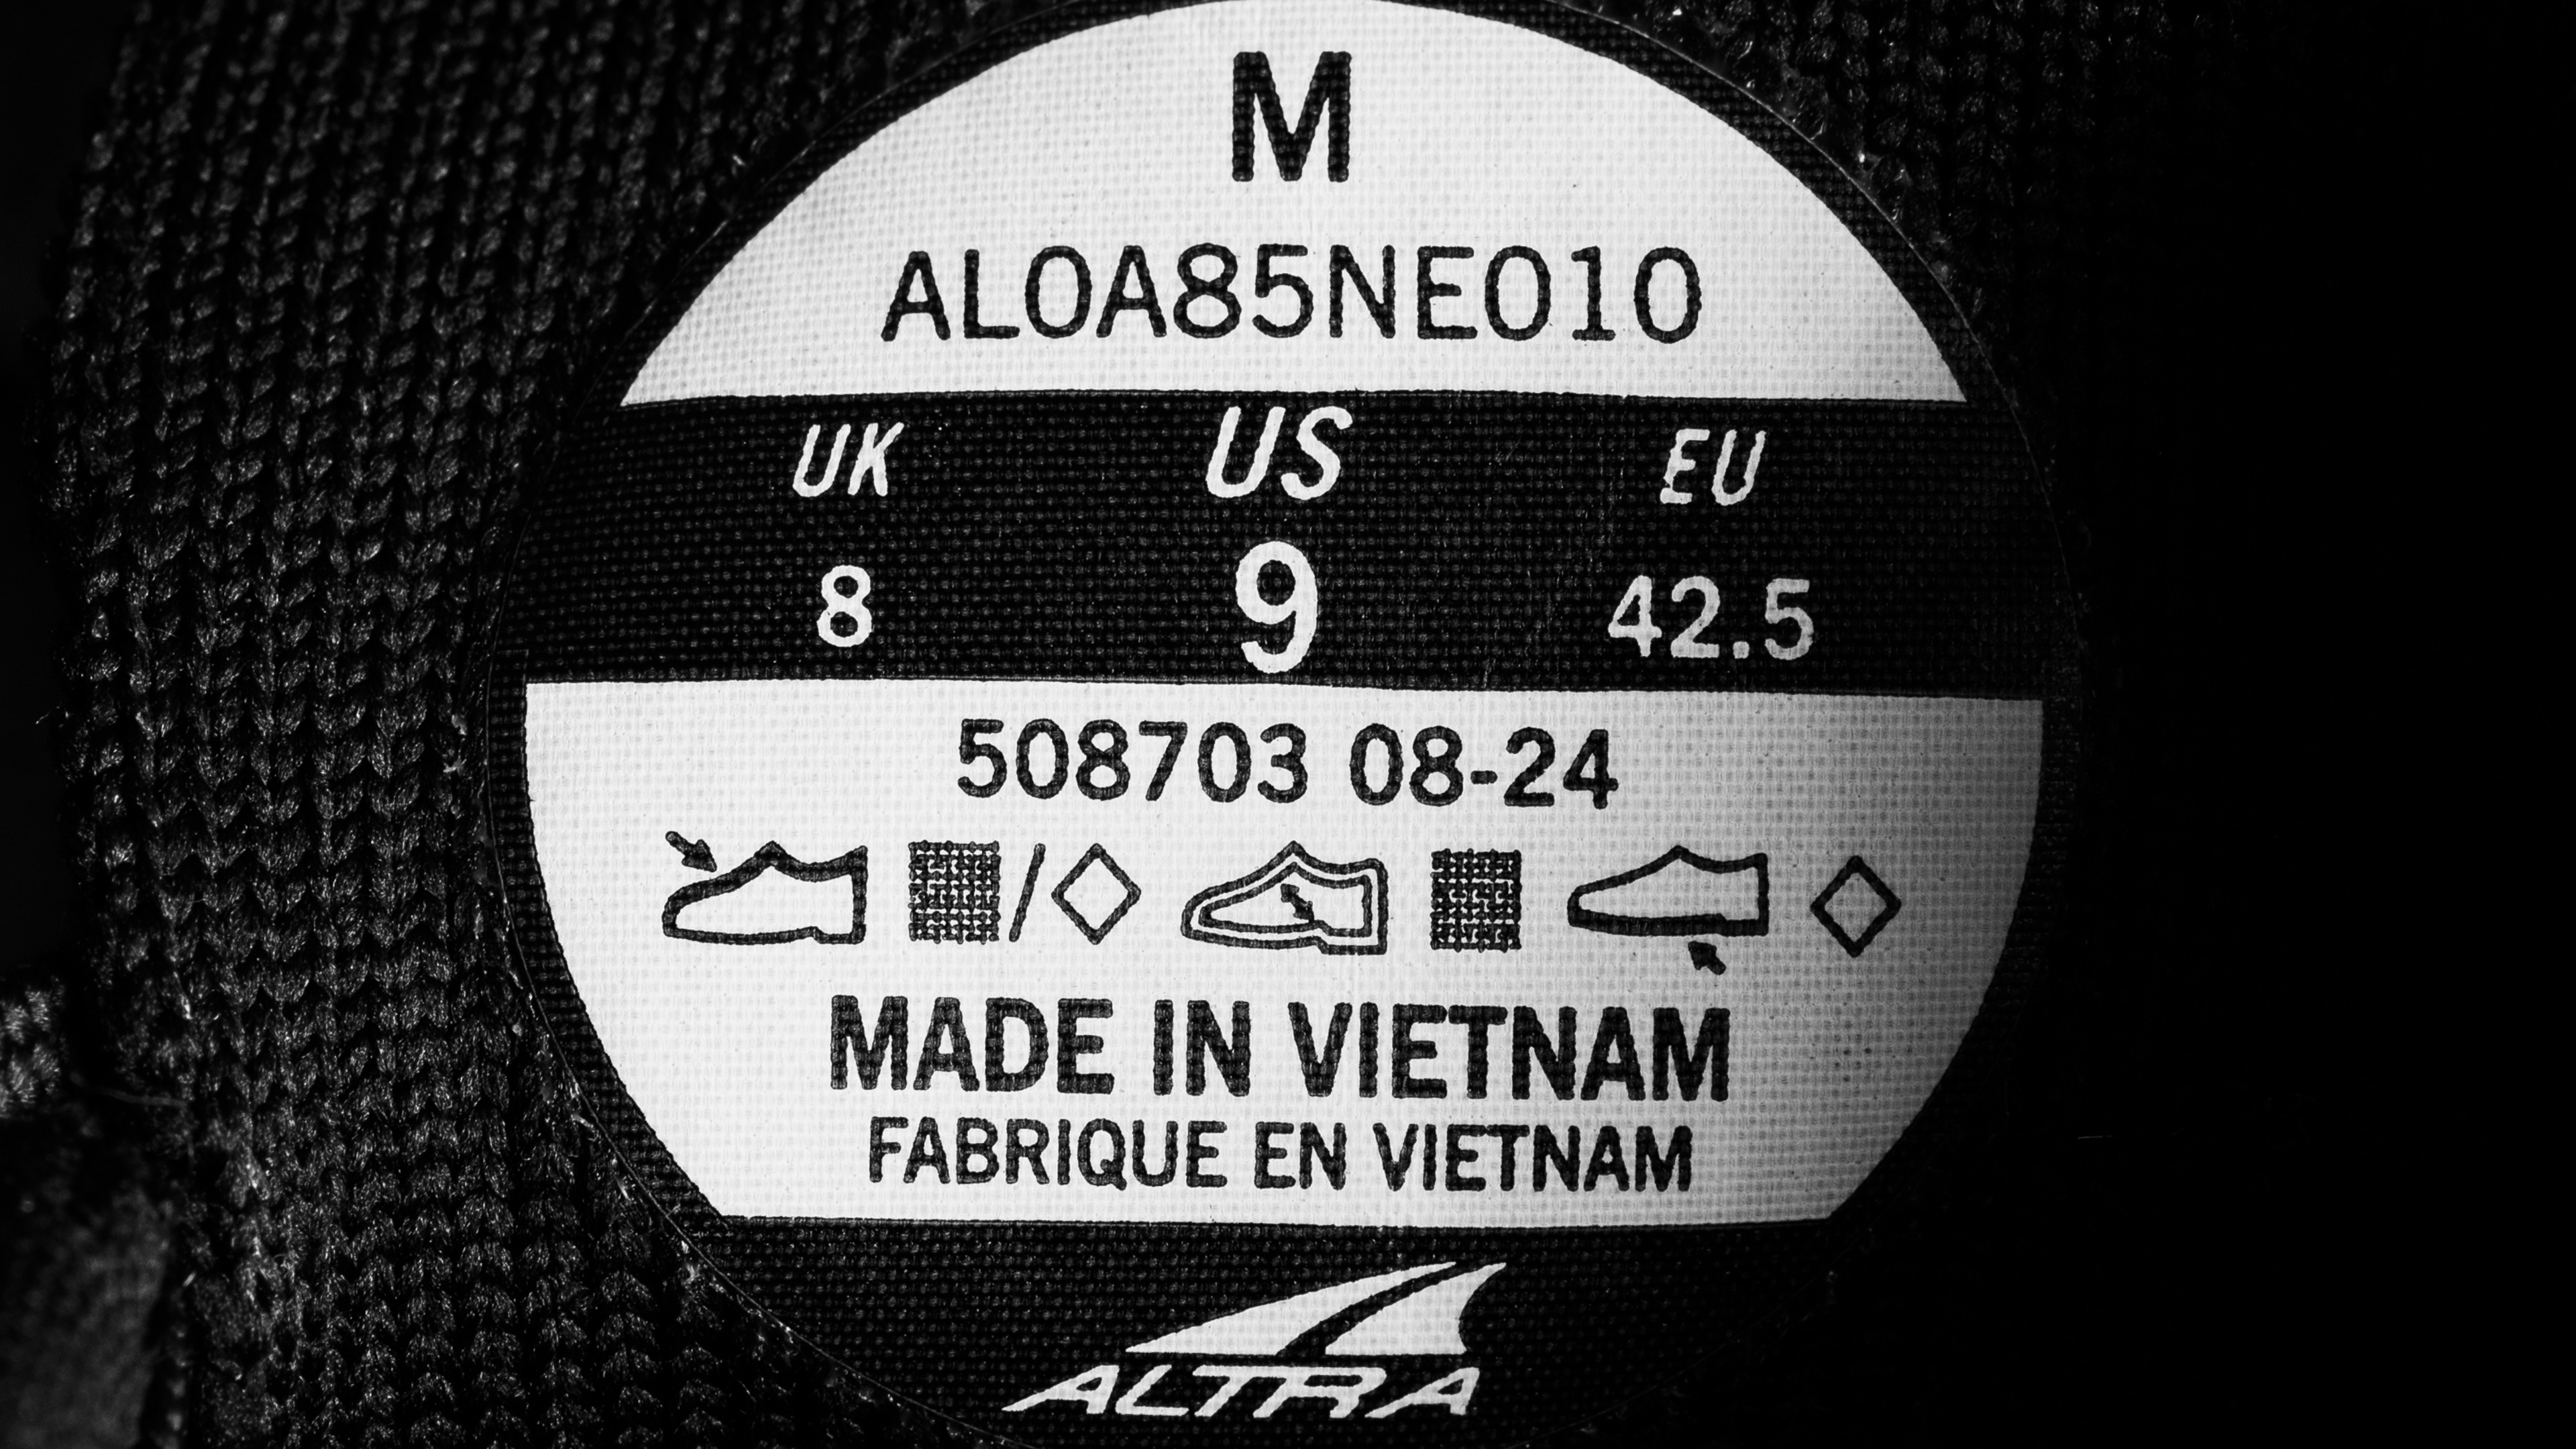 M
AL0A85NE010
UK US EU
8 9 42.5
508703 08-24
/
MADE IN VIETNAM
FABRIQUE EN VIETNAM
ALTRA